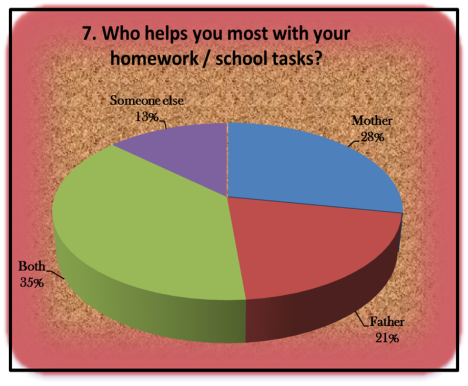 7. Who helps you most with your
homework / school tasks?
Someone else
13%
Mother
28%
Both
35%
Father
21%